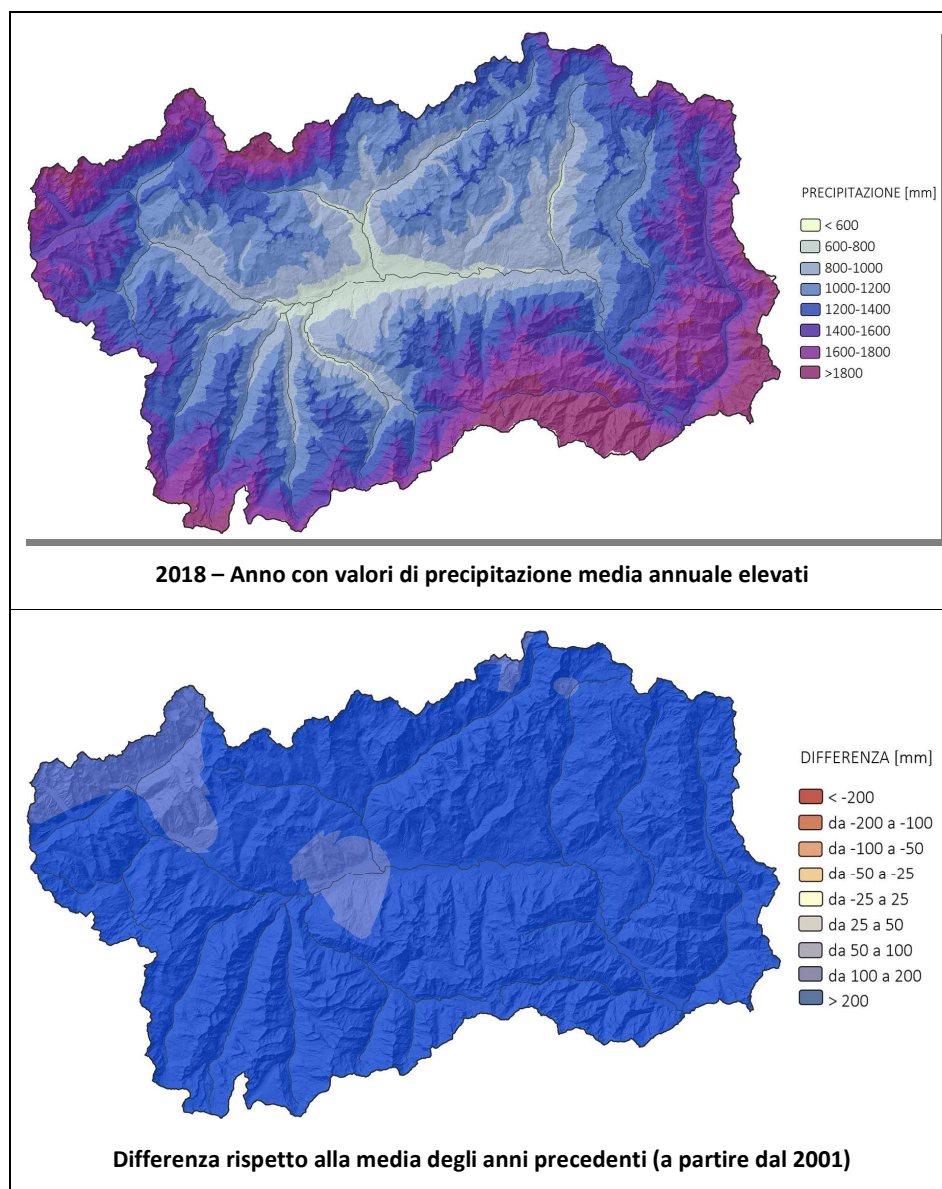 PRECIPITAZIONE [mm]
< 600
600-800
800-1000
1000-1200
1200-1400
1400-1600
1600-1800
>1800
2018 – Anno con valori di precipitazione media annuale elevati
DIFFERENZA [mm]
< -200
da -200 a -100
da -100 a -50
da -50 a -25
da -25 a 25
da 25 a 50
da 50 a 100
da 100 a 200
> 200
Differenza rispetto alla media degli anni precedenti (a partire dal 2001)